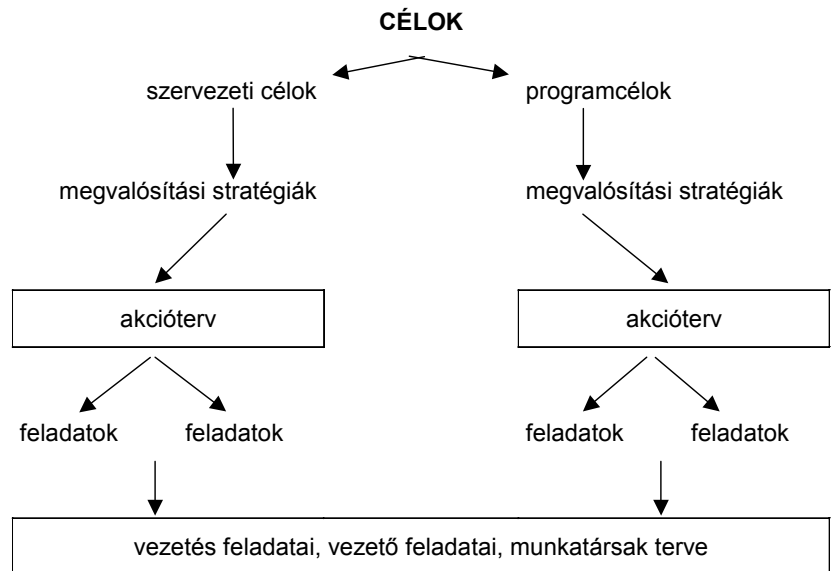 CÉLOK
szervezeti célok programcélok
megvalósítási stratégiák megvalósítási stratégiák
akcióterv akcióterv
feladatok feladatok feladatok feladatok
vezetés feladatai, vezető feladatai, munkatársak terve